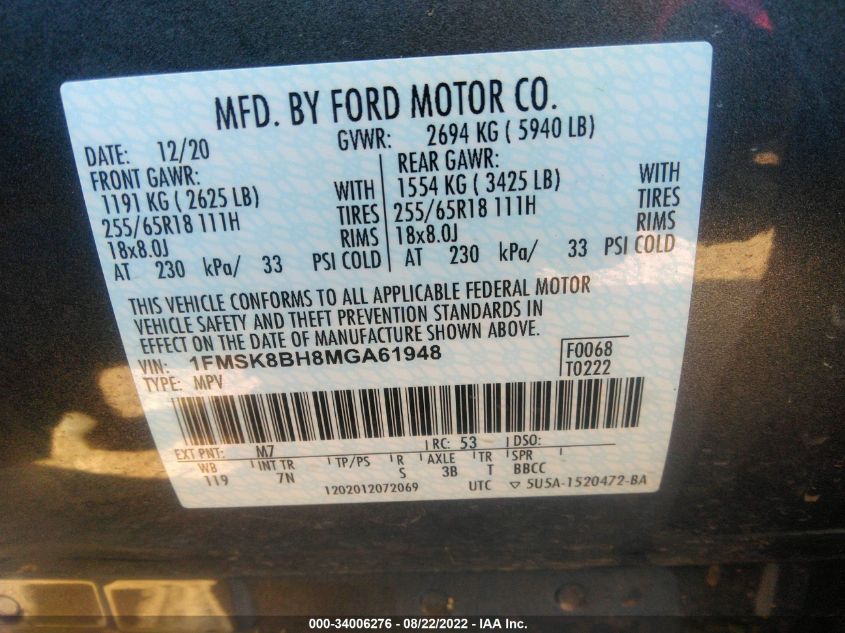 MFD. BY FORD MOTOR CO.
DATE: 12/20 GVWR: 2694 KG ( 5940 LB)
FRONT GAWR: REAR GAWR:
1191 KG ( 2625 LB) WITH 1554 KG ( 3425 LB) WITH
255/65R18 111H TIRES 255/65R18 111H TIRES
18x8.0J RIMS 18x8.0J RIMS
AT 230 kPa/ 33 PSI COLD AT 230 kPa/ 33 PSI COLD
THIS VEHICLE CONFORMS TO ALL APPLICABLE FEDERAL MOTOR
VEHICLE SAFETY AND THEFT PREVENTION STANDARDS IN
EFFECT ON THE DATE OF MANUFACTURE SHOWN ABOVE.
VIN: 1FMSK8BH8MGA61948 F0068
TYPE: MPV T0222
EXT PNT: M7 RC: 53 DSO:
WB INT TR TP/PS R AXLE TR SPR
119 7N S 3B T BBCC
1202012072069 UTC ▽ 5U5A-1520472-BA
000-34006276 - 08/22/2022 - IAA Inc.